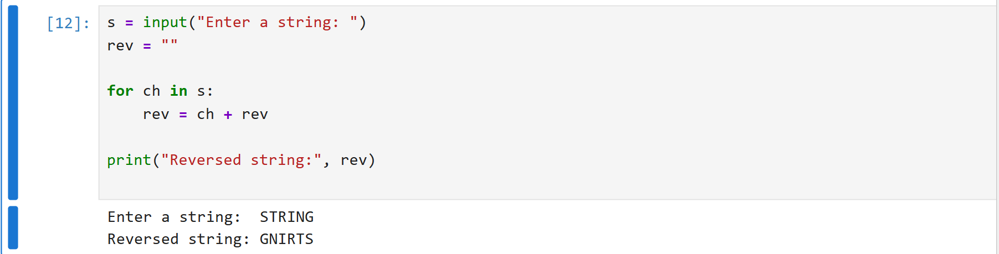 [12]: s = input("Enter a string: ")
rev = ""
for ch in s:
    rev = ch + rev
print("Reversed string:", rev)
Enter a string:  STRING
Reversed string: GNIRTS